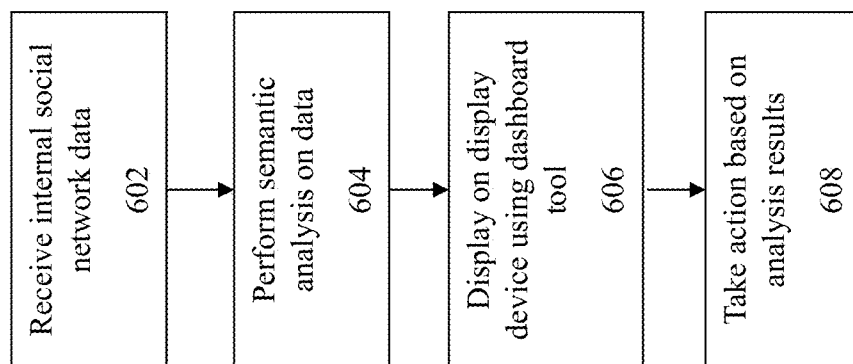 Receive internal social
network data
602
Perform semantic
analysis on data
604
Display on display
device using dashboard
tool
606
Take action based on
analysis results
608